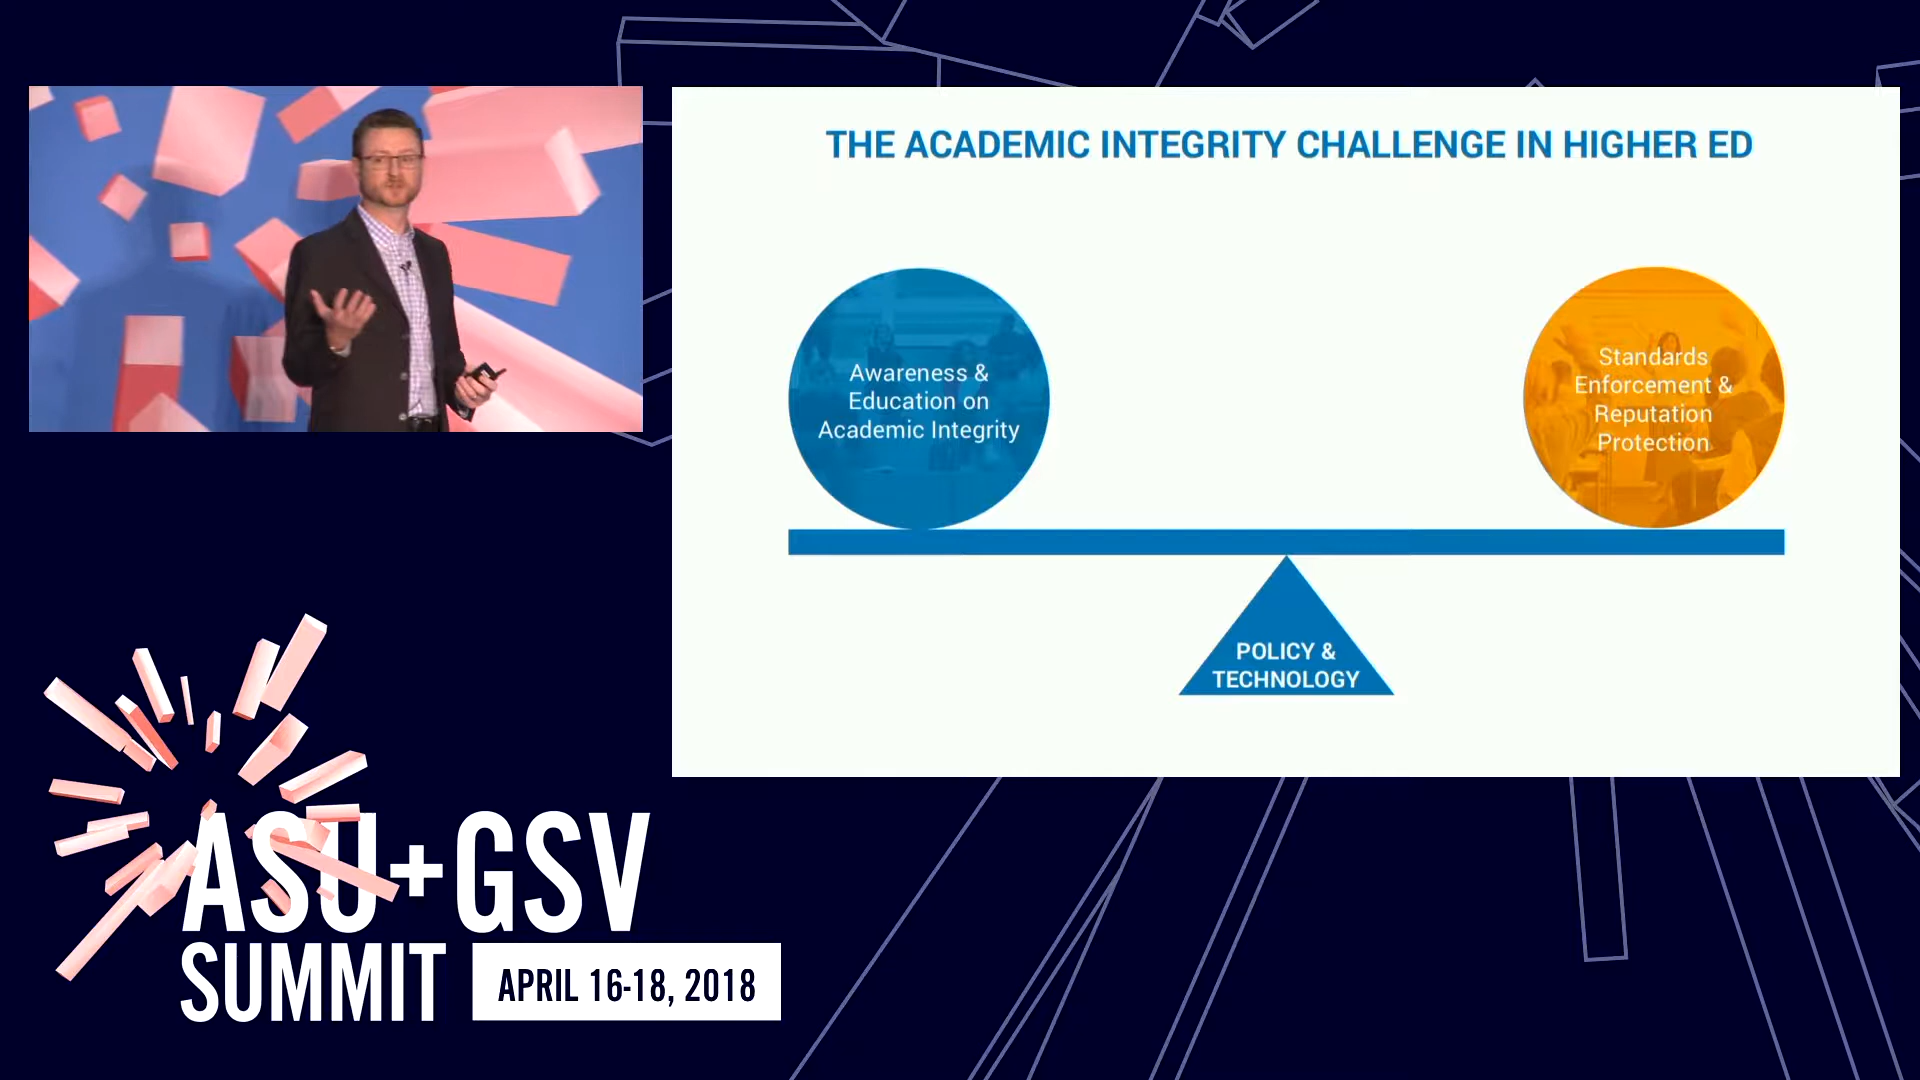 THE ACADEMIC INTEGRITY CHALLENGE IN HIGHER ED
Awareness &
Education on
Academic Integrity
Standards
Enforcement &
Reputation
Protection
POLICY &
TECHNOLOGY
ASU+GSV
SUMMIT
APRIL 16-18, 2018